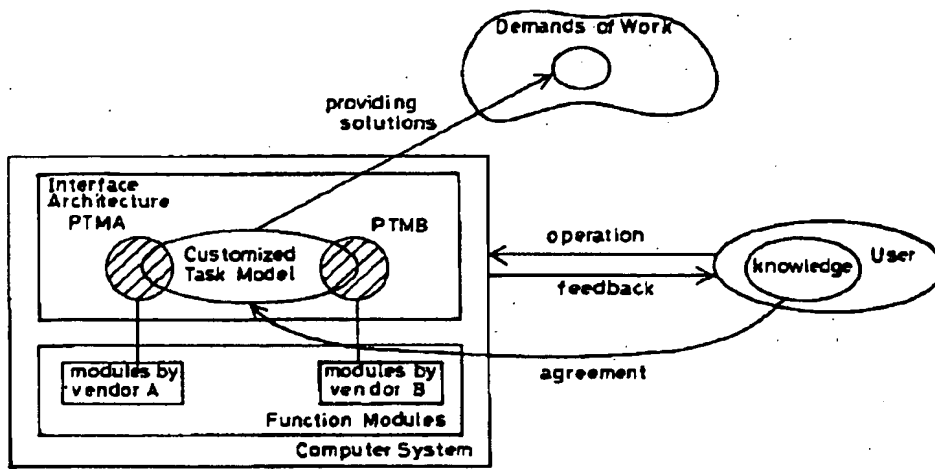 Demands of Work
providing
solutions
Interface
Architecture
PTMA
PTMB
Customized
Task Model
operation
feedback
knowledge
User
agreement
modules by
vendor A
modules by
vendor B
Function Modules
Computer System